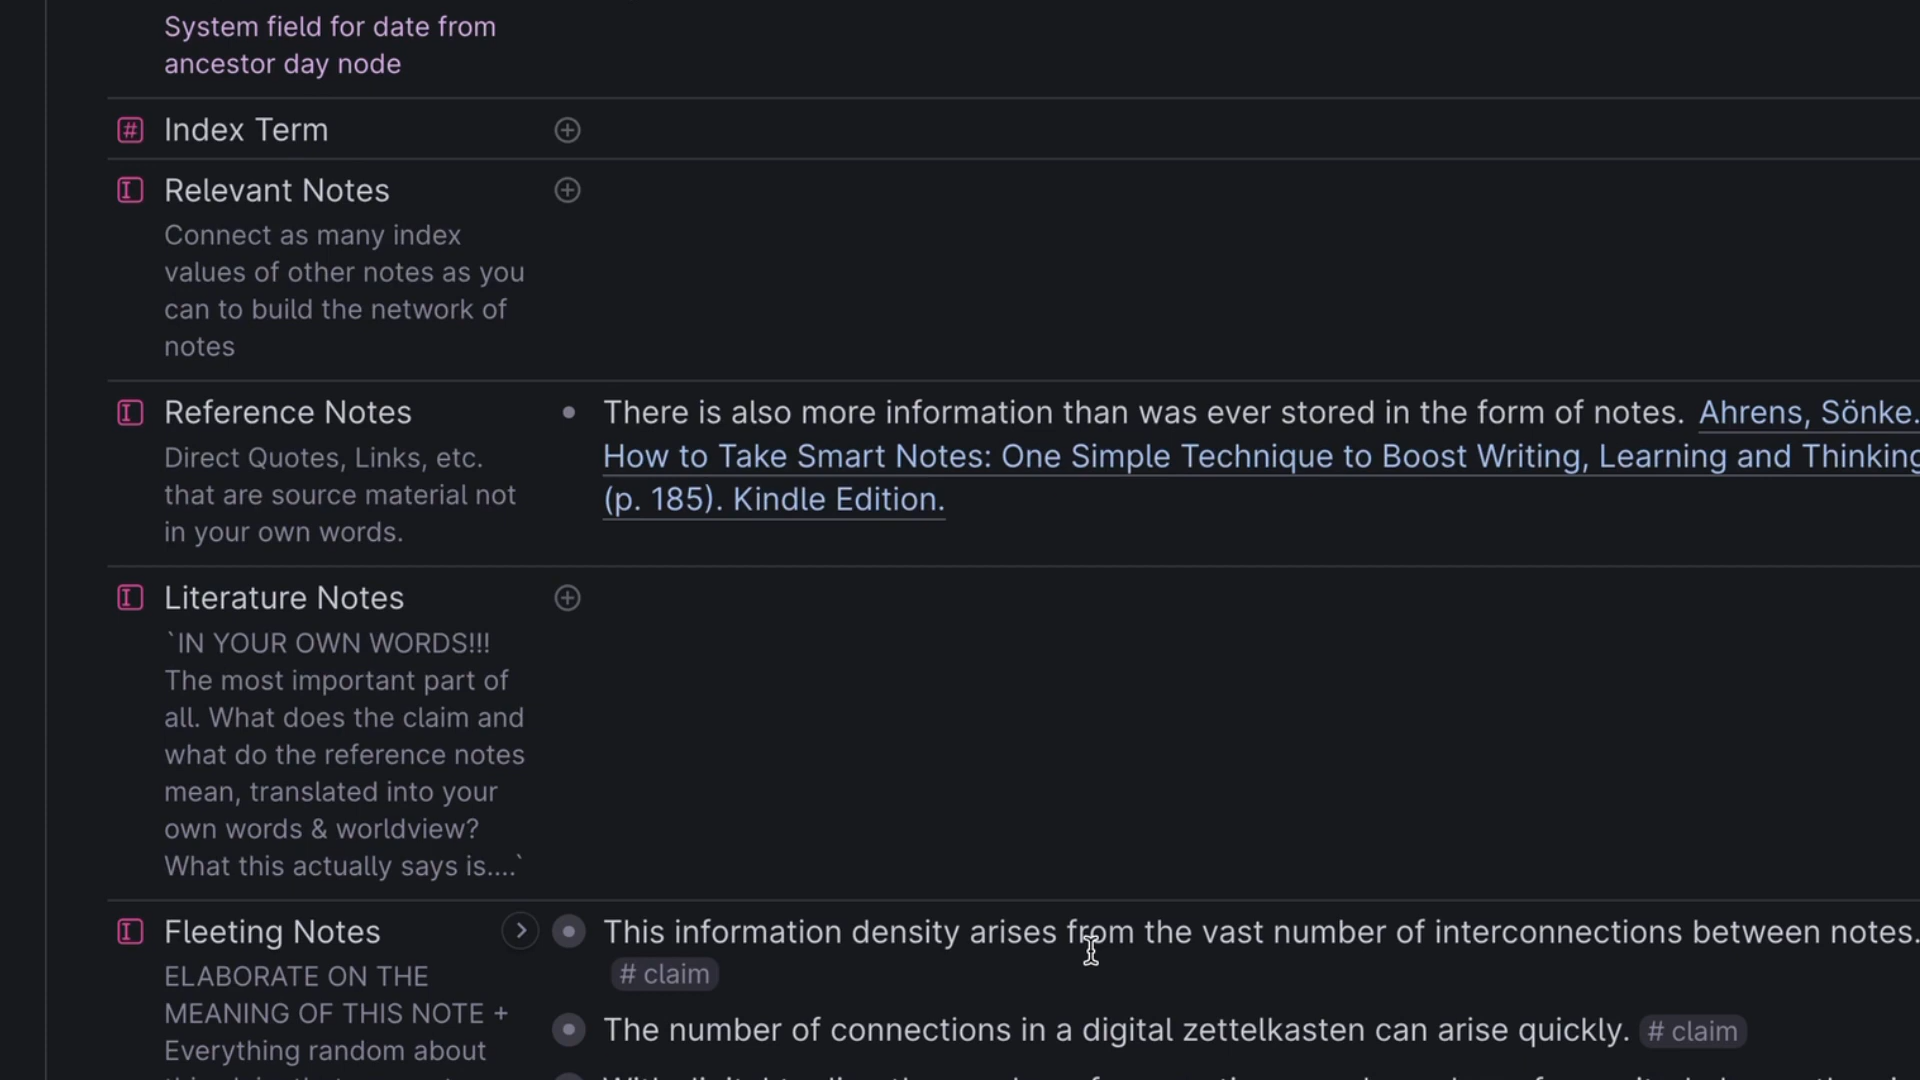 System field for date from
ancestor day node
Index Term
Relevant Notes
Connect as many index
values of other notes as you
can to build the network of
notes
Reference Notes
Direct Quotes, Links, etc.
that are source material not
in your own words.
There is also more information than was ever stored in the form of notes. Ahrens, Sönke.
How to Take Smart Notes: One Simple Technique to Boost Writing, Learning and Thinking
(p. 185). Kindle Edition.
Literature Notes
`IN YOUR OWN WORDS!!!
The most important part of
all. What does the claim and
what do the reference notes
mean, translated into your
own words & worldview?
What this actually says is....`
Fleeting Notes
ELABORATE ON THE
MEANING OF THIS NOTE +
Everything random about
This information density arises from the vast number of interconnections between notes.
# claim
The number of connections in a digital zettelkasten can arise quickly. # claim